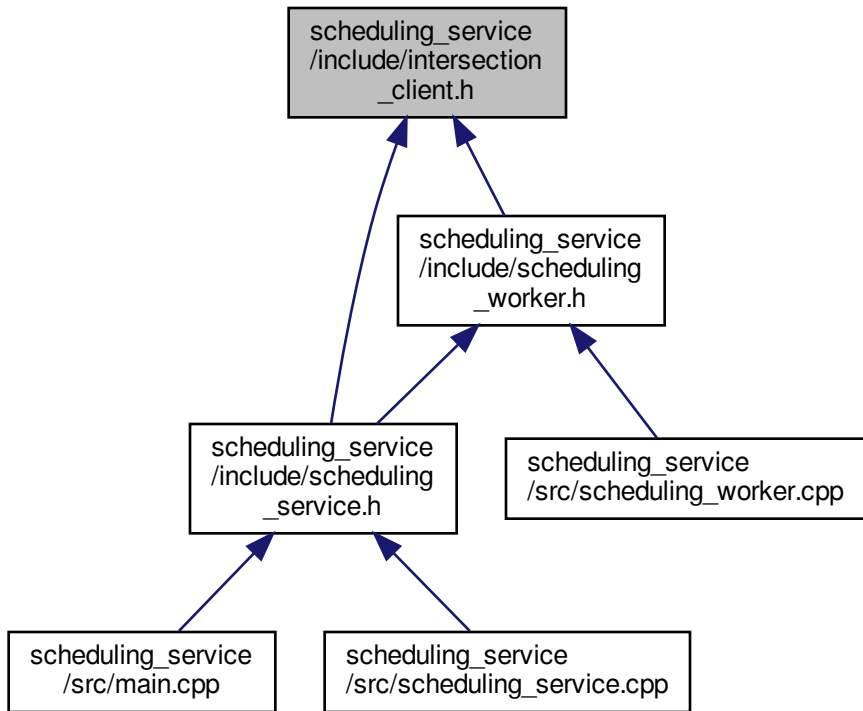 scheduling_service
/include/intersection
_client.h
scheduling_service
/include/scheduling
_worker.h
scheduling_service
/include/scheduling
_service.h
scheduling_service
/src/scheduling_worker.cpp
scheduling_service
/src/main.cpp
scheduling_service
/src/scheduling_service.cpp